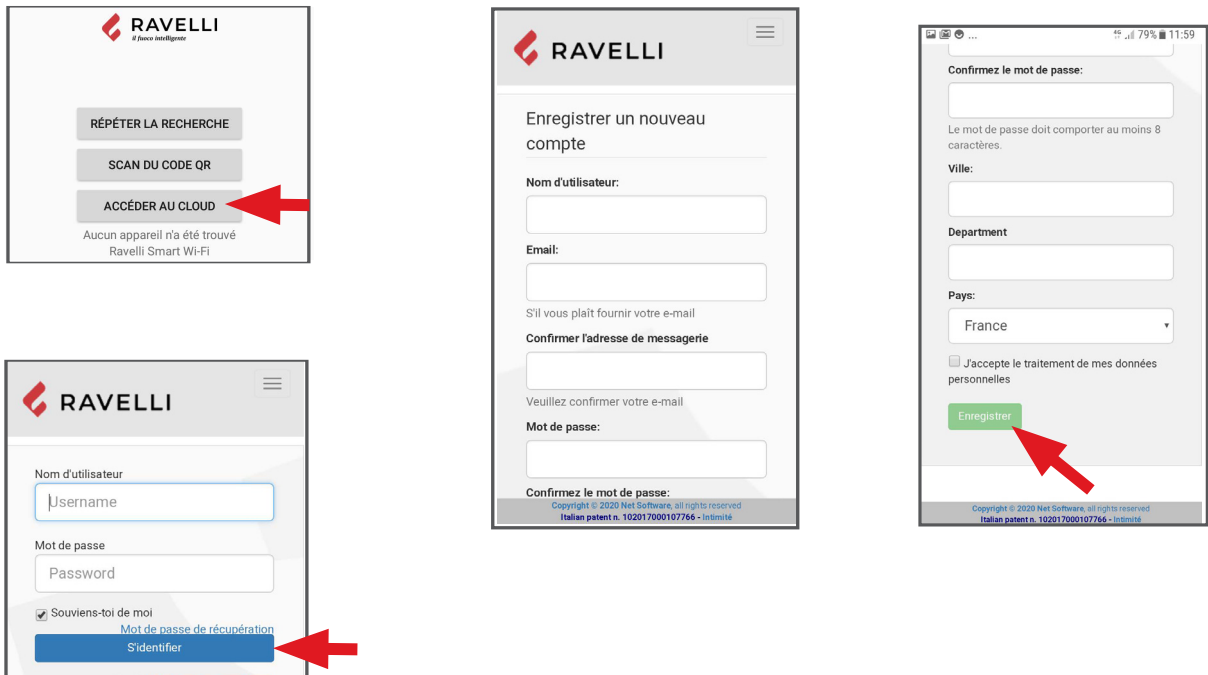 RAVELLI
il fuoco intelligente
RÉPÉTER LA RECHERCHE
SCAN DU CODE QR
ACCÉDER AU CLOUD
Aucun appareil n'a été trouvé
Ravelli Smart Wi-Fi
RAVELLI
Nom d'utilisateur
Username
Mot de passe
Password
Souviens-toi de moi
Mot de passe de récupération
S'identifier
RAVELLI
Enregistrer un nouveau
compte
Nom d'utilisateur:
Email:
S'il vous plaît fournir votre e-mail
Confirmer l'adresse de messagerie
Veuillez confirmer votre e-mail
Mot de passe:
Confirmez le mot de passe:
Copyright © 2020 Net Software, all rights reserved
Italian patent n. 102017000107766 - Intimité
... 4G 79% 11:59
Confirmez le mot de passe:
Le mot de passe doit comporter au moins 8
caractères.
Ville:
Department
Pays:
France
J'accepte le traitement de mes données
personnelles
Enregistrer
Copyright © 2020 Net Software, all rights reserved
Italian patent n. 102017000107766 - Intimité